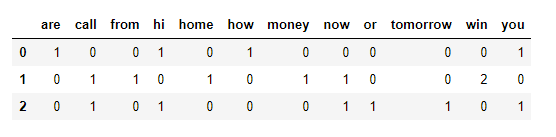 are call from hi home how money now or tomorrow win you
0 1 0 0 1 0 1 0 0 0 0 0 1
1 0 1 1 0 1 0 1 1 0 0 2 0
2 0 1 0 1 0 0 0 1 1 1 0 1